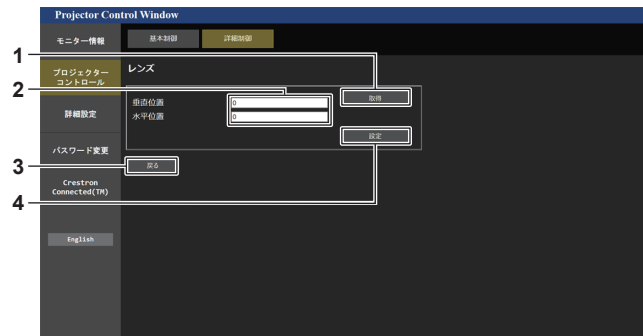 Projector Control Window
モニター情報
基本制御
詳細制御
1
プロジェクター
コントロール
レンズ
2
垂直位置
0
取得
水平位置
0
詳細設定
設定
パスワード変更
3
戻る
Crestron
Connected(TM)
4
English